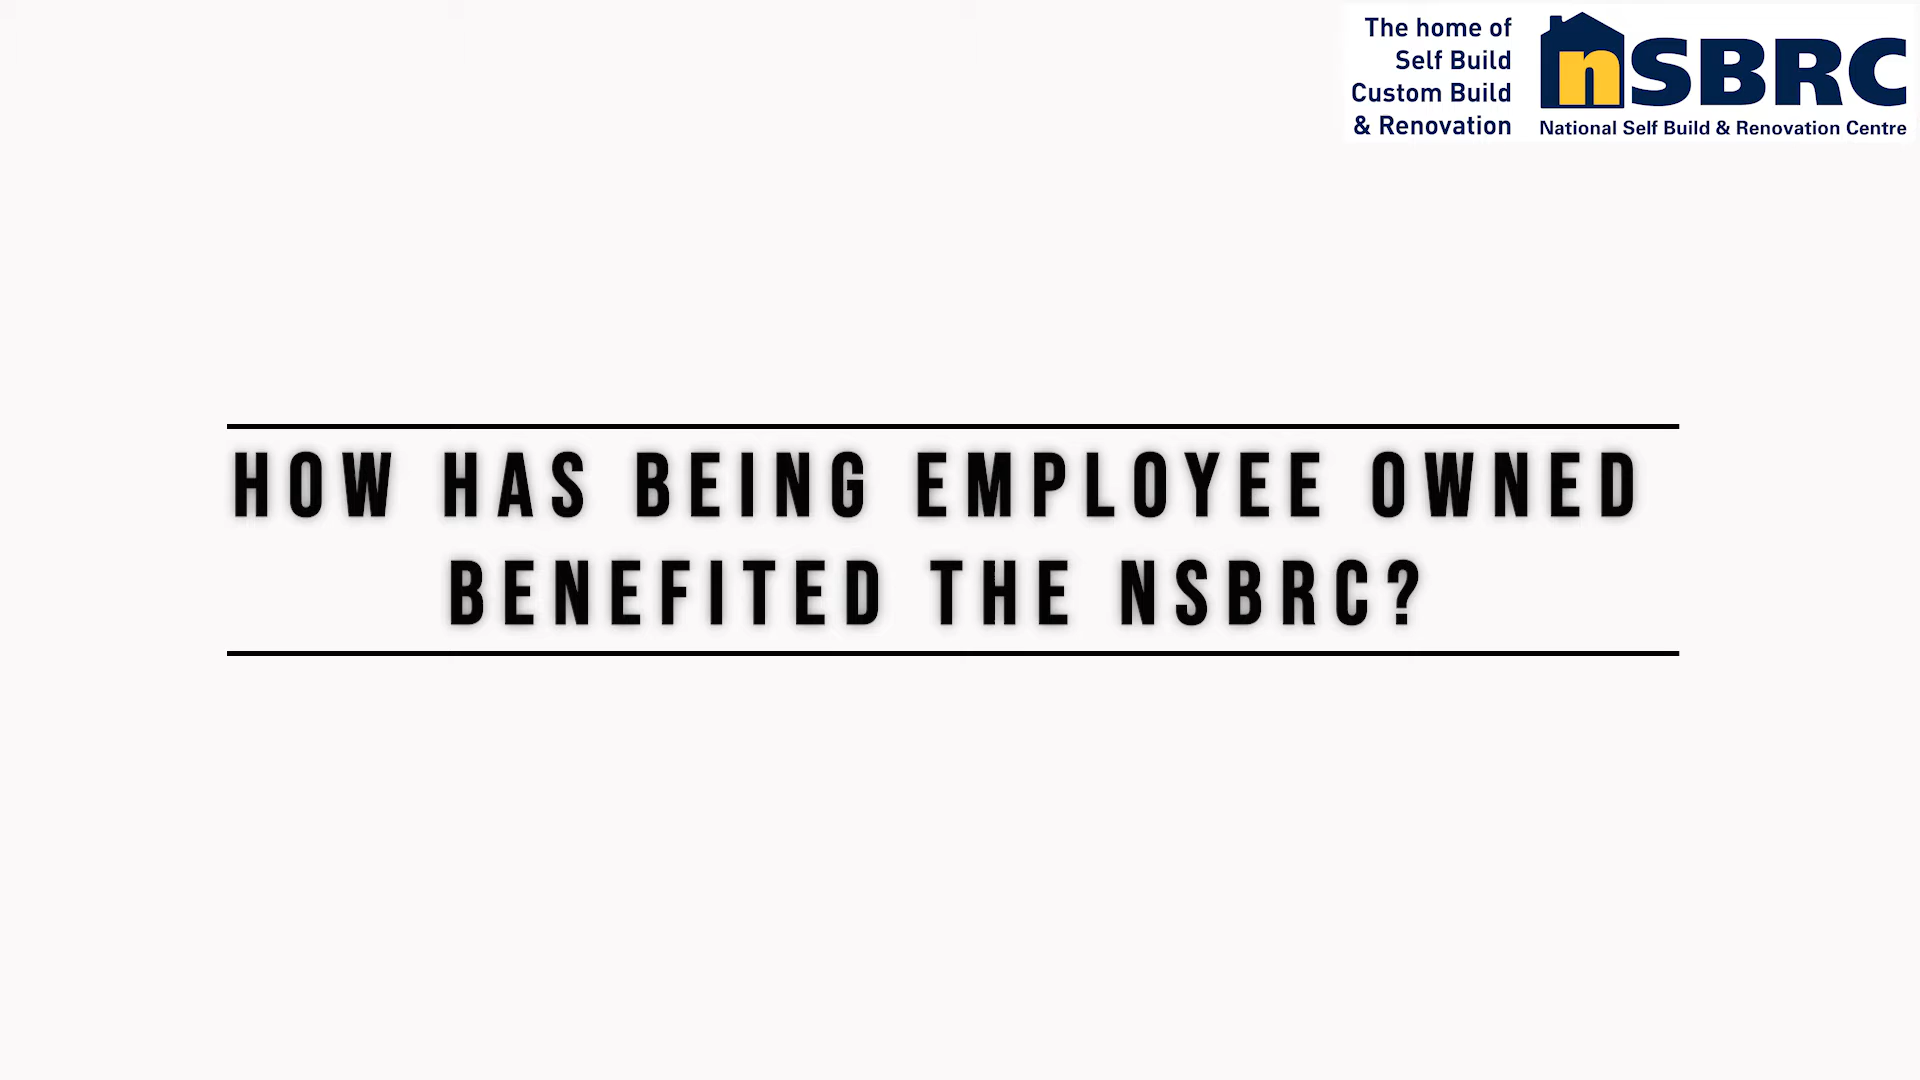 The home of
Self Build
Custom Build
& Renovation
nSBRC
National Self Build & Renovation Centre
HOW HAS BEING EMPLOYEE OWNED
BENEFITED THE NSBRC?